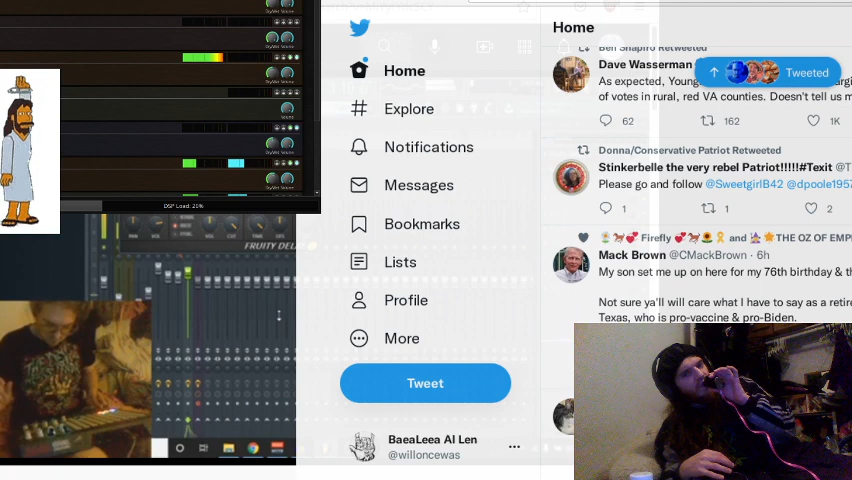 DSP Load: 20%
FRUITY DEL
Home
Explore
Notifications
Messages
Bookmarks
Lists
Profile
More
Tweet
BaeaLeea Al Len
@willoncewas
Home
Ben Shapiro Retweeted
Dave Wasserman
Tweeted
As expected, Young
of votes in rural, red VA counties. Doesn't tell us m
62 162 1K
Donna/Conservative Patriot Retweeted
Stinkerbelle the very rebel Patriot!!!!!#Texit @T
Please go and follow @SweetgirlB42 @dpoole1957
1 1 2
Firefly and THE OZ OF EMP
Mack Brown @CMackBrown · 6h
My son set me up on here for my 76th birthday & th
Not sure ya'll will care what I have to say as a retire
Texas, who is pro-vaccine & pro-Biden.